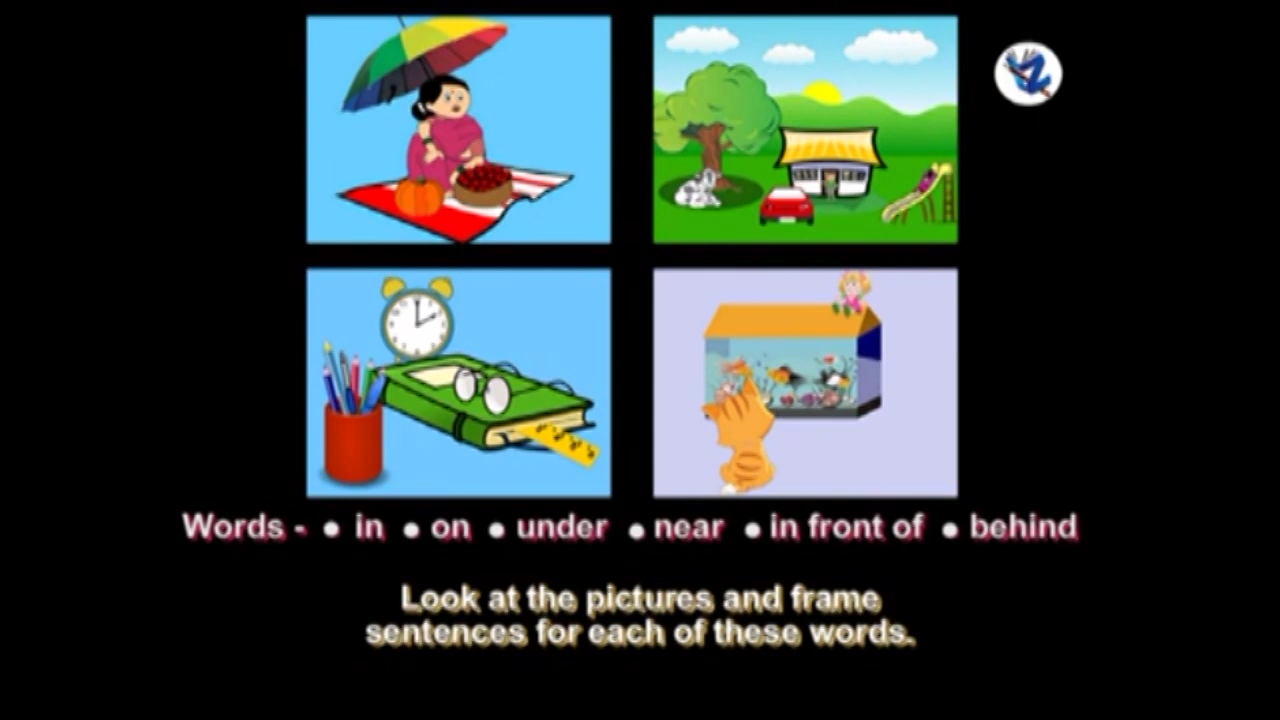 Words - • in • on • under • near • in front of • behind
Look at the pictures and frame
sentences for each of these words.